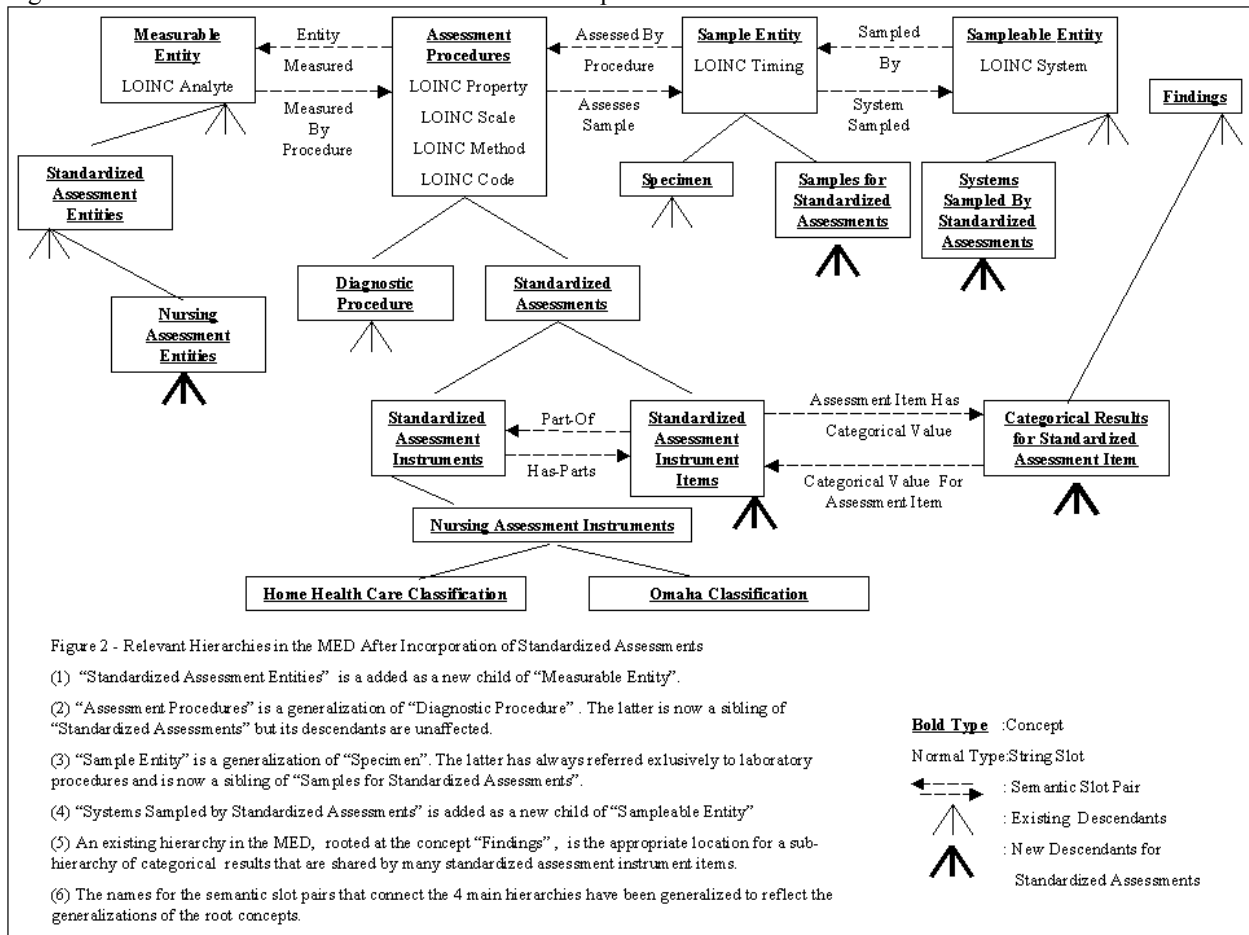 Measurable
Entity
LOINC Analyte
Entity
Measured
Measured
By
Procedure
Assessment
Procedures
LOINC Property
LOINC Scale
LOINC Method
LOINC Code
Assessed By
Procedure
Assesses
Sample
Sample Entity
LOINC Timing
Sampled
By
System
Sampled
Sampleable Entity
LOINC System
Findings
Standardized
Assessment
Entities
Specimen
Samples for
Standardized
Assessments
Systems
Sampled By
Standardized
Assessments
Nursing
Assessment
Entities
Diagnostic
Procedure
Standardized
Assessments
Standardized
Assessment
Instruments
Part-Of
Has-Parts
Standardized
Assessment
Instrument
Items
Assessment Item Has
Categorical Value
Categorical Value For
Assessment Item
Categorical Results
for Standardized
Assessment Item
Nursing Assessment Instruments
Home Health Care Classification
Omaha Classification
Figure 2 - Relevant Hierarchies in the MED After Incorporation of Standardized Assessments
(1) “Standardized Assessment Entities” is a added as a new child of “Measurable Entity”.
(2) “Assessment Procedures” is a generalization of “Diagnostic Procedure” . The latter is now a sibling of
“Standardized Assessments” but its descendants are unaffected.
(3) “Sample Entity” is a generalization of “Specimen”. The latter has always referred exlusively to laboratory
procedures and is now a sibling of “Samples for Standardized Assessments”.
(4) “Systems Sampled by Standardized Assessments” is added as a new child of “Sampleable Entity”
(5) An existing hierarchy in the MED, rooted at the concept “Findings” , is the appropriate location for a sub-
hierarchy of categorical results that are shared by many standardized assessment instrument items.
(6) The names for the semantic slot pairs that connect the 4 main hierarchies have been generalized to reflect the
generalizations of the root concepts.
Bold Type :Concept
Normal Type:String Slot
: Semantic Slot Pair
: Existing Descendants
: New Descendants for
Standardized Assessments